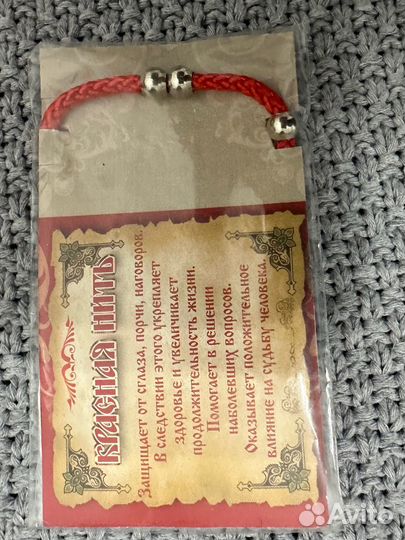 КРАСНАЯ НИТЬ
Защищает от сглаза, порчи, наговоров.
В следствии этого укрепляет
здоровье и увеличивает
продолжительность жизни.
Помогает в решении
наболевших вопросов.
Оказывает положительное
влияние на судьбу человека.
Avito